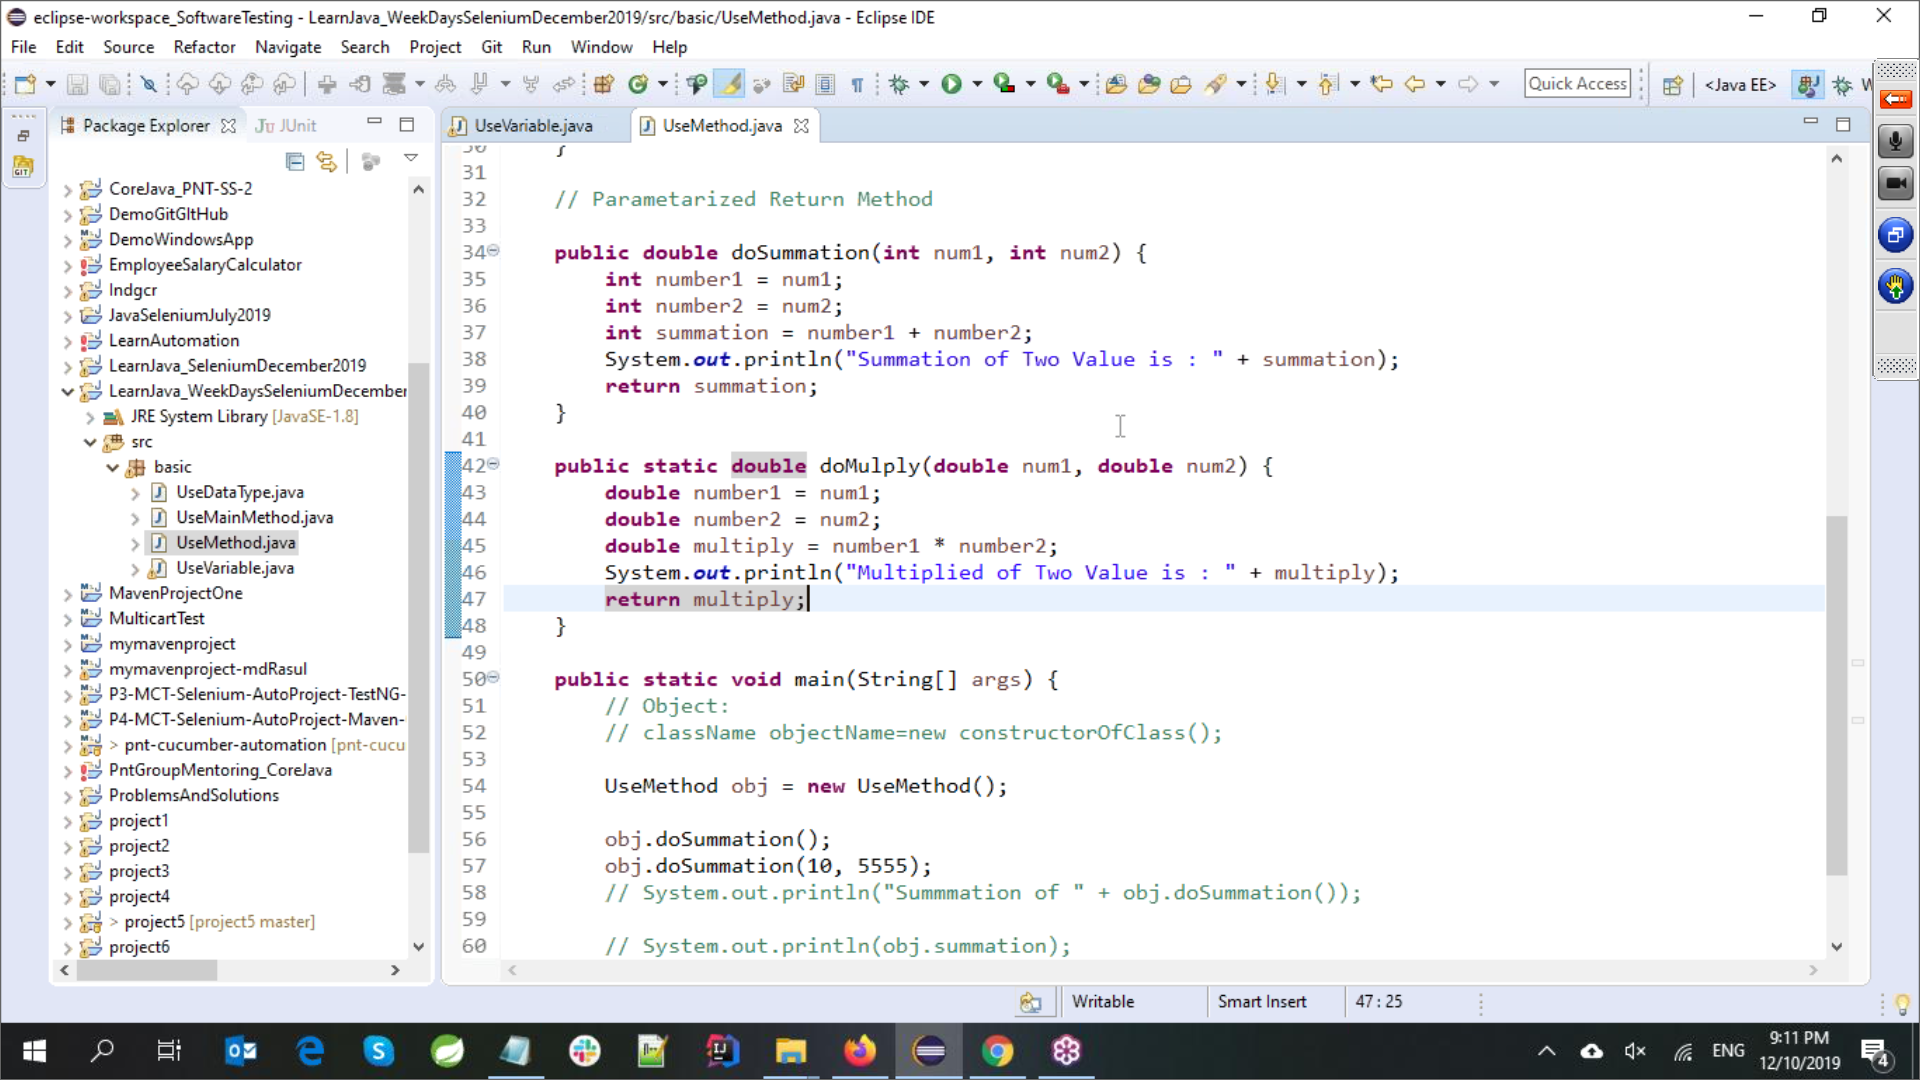 eclipse-workspace_SoftwareTesting - LearnJava_WeekDaysSeleniumDecember2019/src/basic/UseMethod.java - Eclipse IDE
File Edit Source Refactor Navigate Search Project Git Run Window Help
Quick Access
<Java EE>
Package Explorer
JUnit
UseVariable.java
UseMethod.java
GIT
CoreJava_PNT-SS-2
DemoGitGItHub
DemoWindowsApp
EmployeeSalaryCalculator
Indgcr
JavaSeleniumJuly2019
LearnAutomation
LearnJava_SeleniumDecember2019
LearnJava_WeekDaysSeleniumDecember
JRE System Library [JavaSE-1.8]
src
basic
UseDataType.java
UseMainMethod.java
UseMethod.java
UseVariable.java
MavenProjectOne
MulticartTest
mymavenproject
mymavenproject-mdRasul
P3-MCT-Selenium-AutoProject-TestNG-
P4-MCT-Selenium-AutoProject-Maven-
> pnt-cucumber-automation [pnt-cucu
PntGroupMentoring_CoreJava
ProblemsAndSolutions
project1
project2
project3
project4
> project5 [project5 master]
project6
30 }
31
32 // Parametarized Return Method
33
34 public double doSummation(int num1, int num2) {
35 int number1 = num1;
36 int number2 = num2;
37 int summation = number1 + number2;
38 System.out.println("Summation of Two Value is : " + summation);
39 return summation;
40 }
41
42 public static double doMulply(double num1, double num2) {
43 double number1 = num1;
44 double number2 = num2;
45 double multiply = number1 * number2;
46 System.out.println("Multiplied of Two Value is : " + multiply);
47 return multiply;
48 }
49
50 public static void main(String[] args) {
51 // Object:
52 // className objectName=new constructorOfClass();
53
54 UseMethod obj = new UseMethod();
55
56 obj.doSummation();
57 obj.doSummation(10, 5555);
58 // System.out.println("Summmation of " + obj.doSummation());
59
60 // System.out.println(obj.summation);
Writable Smart Insert 47 : 25
ENG
9:11 PM
12/10/2019
4